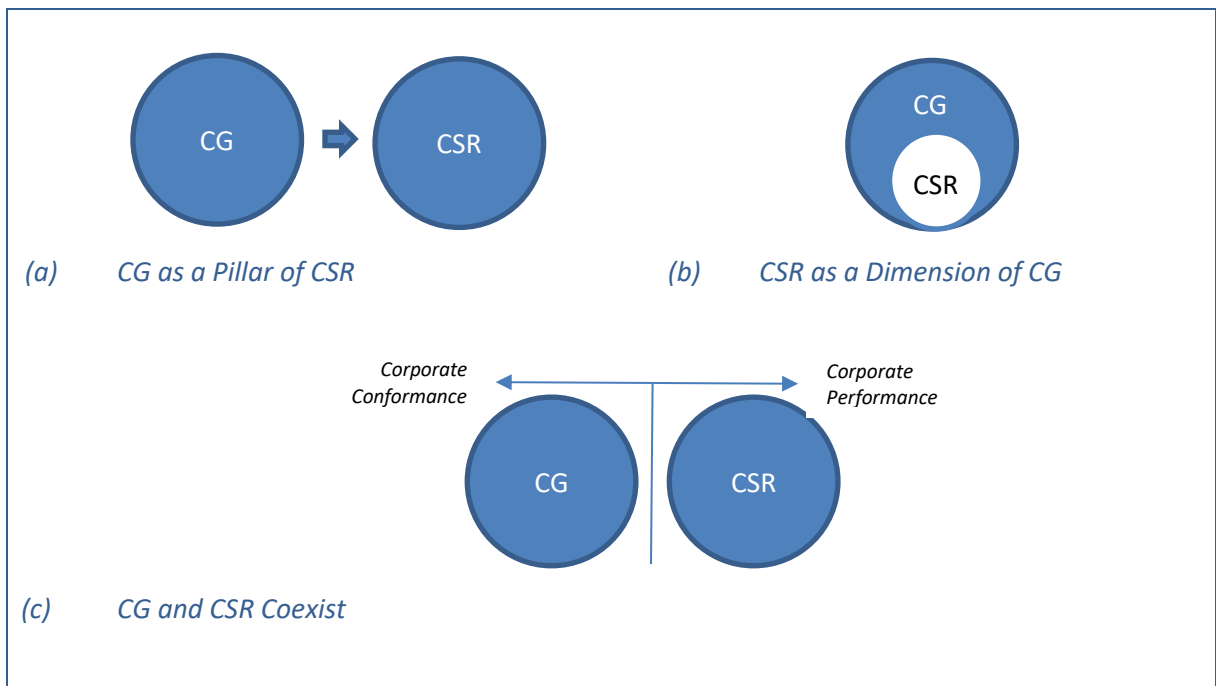 CG
CSR
CG
CSR
(a) CG as a Pillar of CSR
(b) CSR as a Dimension of CG
Corporate
Conformance
Corporate
Performance
CG
CSR
(c) CG and CSR Coexist